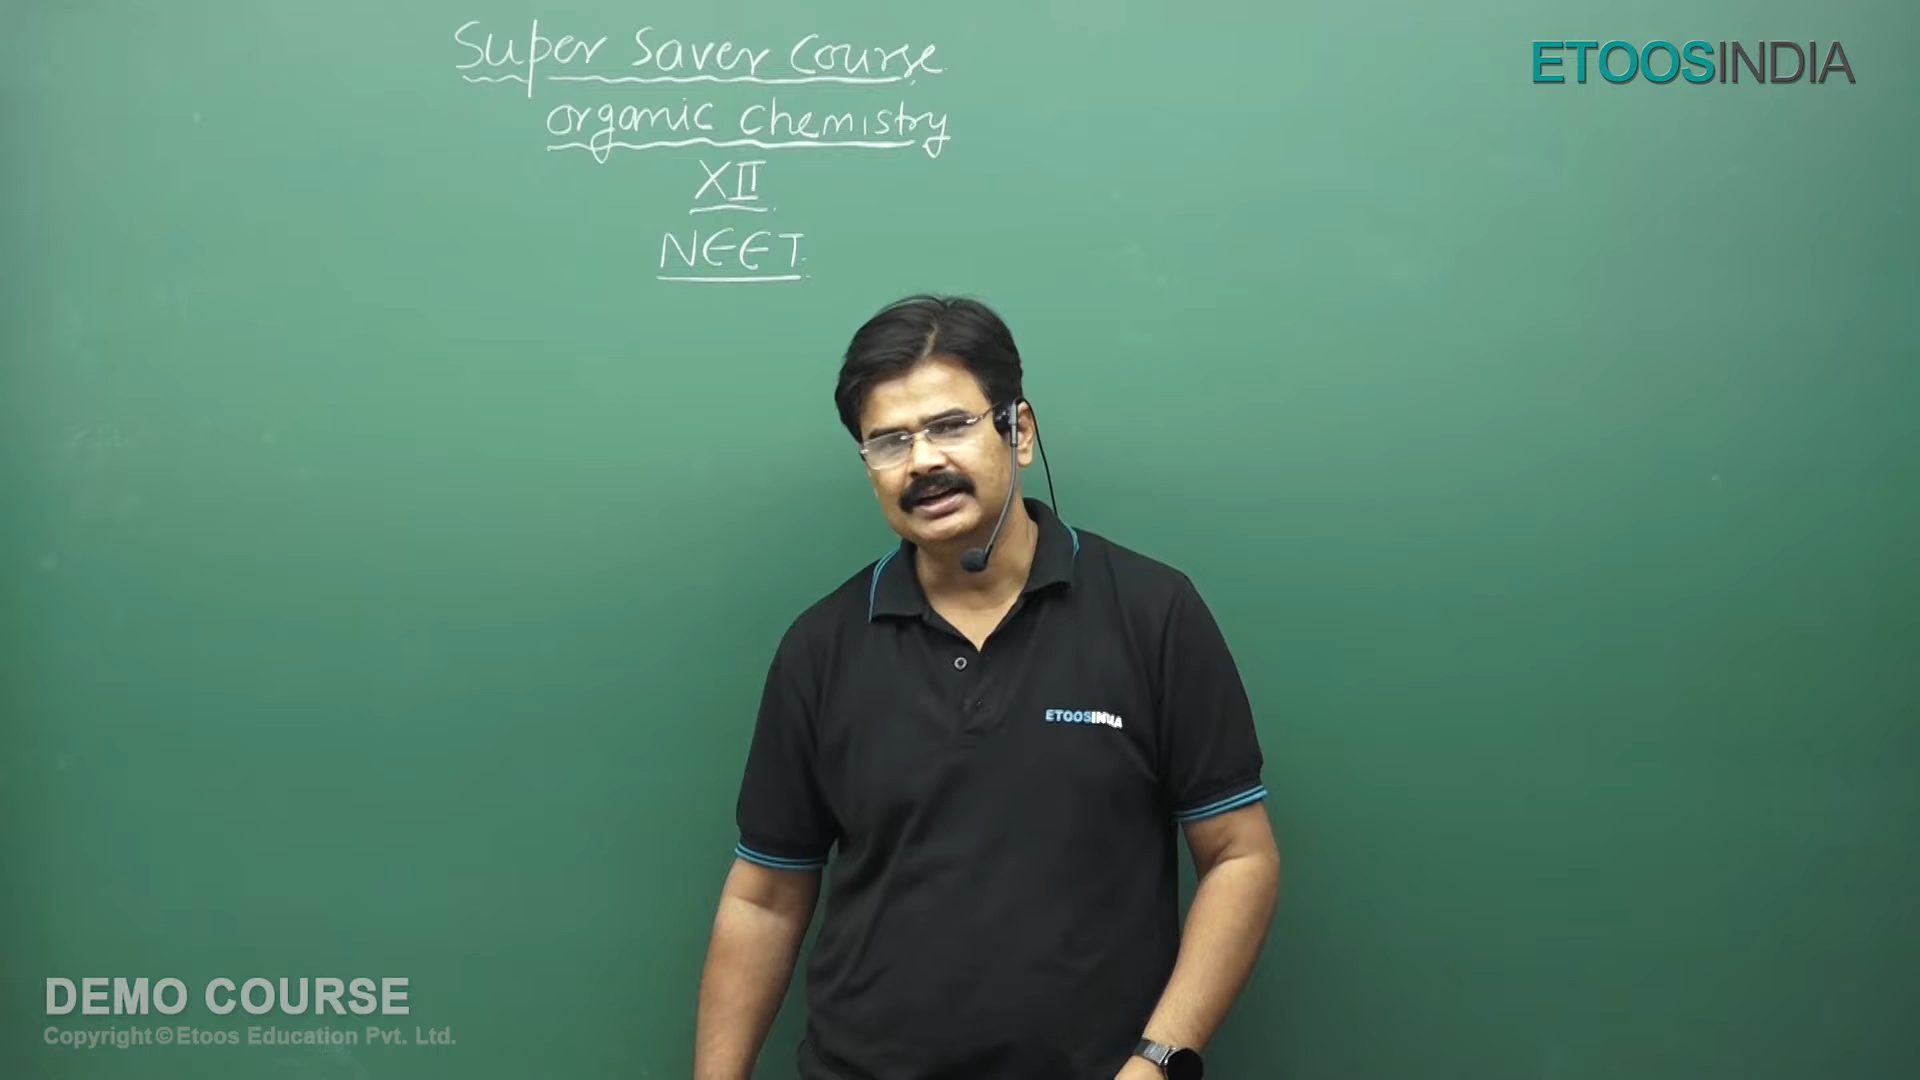 Super Saver Course
ETOOSINDIA
organic chemistry
XII
NEET
ETOOSINDIA
DEMO COURSE
Copyright © Etoos Education Pvt. Ltd.